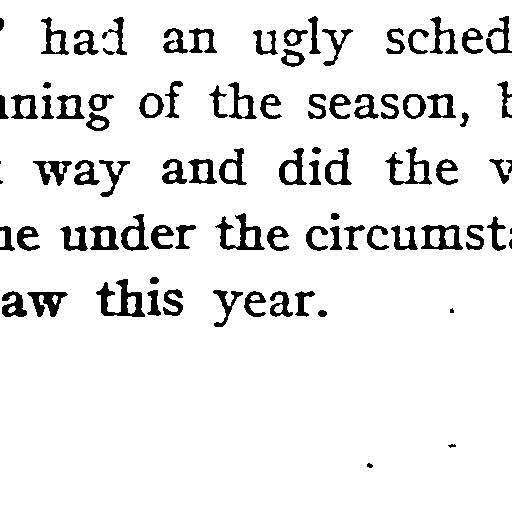 ' had an ugly sched
nning of the season, b
way and did the v
ne under the circumsta
aw this year.